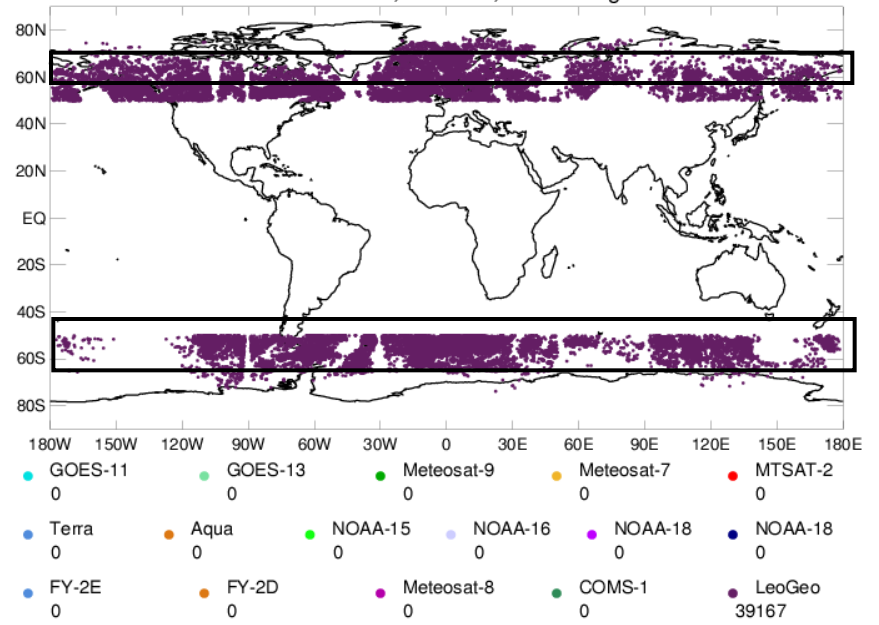 80N
60N
40N
20N
EQ
20S
40S
60S
80S
180W 150W 120W 90W 60W 30W 0 30E 60E 90E 120E 150E 180E
GOES-11 GOES-13 Meteosat-9 Meteosat-7 MTSAT-2
0 0 0 0 0
Terra Aqua NOAA-15 NOAA-16 NOAA-18 NOAA-18
0 0 0 0 0 0
FY-2E FY-2D Meteosat-8 COMS-1 LeoGeo
0 0 0 0 39167